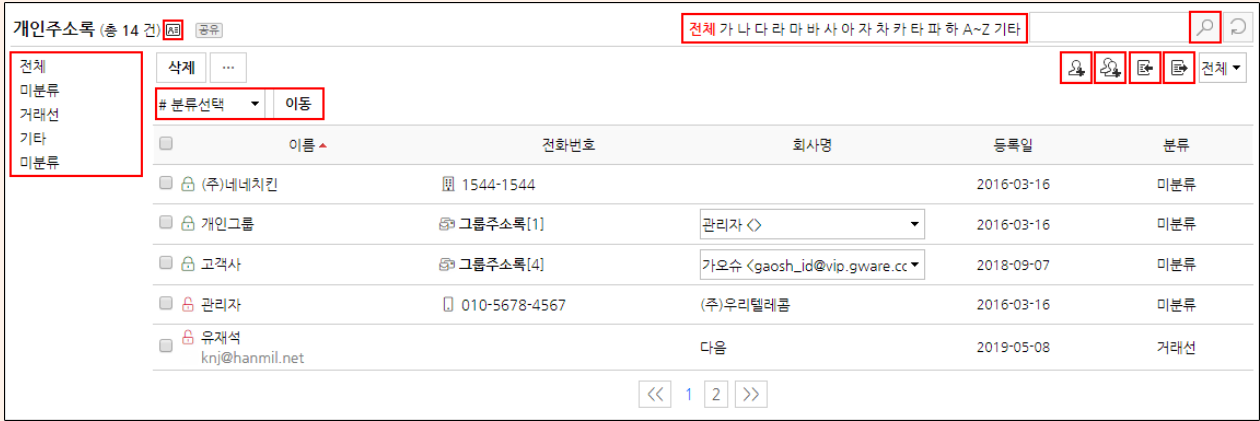 개인주소록 (총 14 건) 공유
전체 가 나 다 라 마 바 사 아 자 차 카 타 파 하 A~Z 기타
전체
미분류
거래선
기타
미분류
삭제 ... 전체
# 분류선택 이동
이름 전화번호 회사명 등록일 분류
(주)네네치킨 1544-1544 2016-03-16 미분류
개인그룹 그룹주소록[1] 관리자 <> 2016-03-16 미분류
고객사 그룹주소록[4] 가오슈 <gaosh_id@vip.gware.cc 2018-09-07 미분류
관리자 010-5678-4567 (주)우리텔레콤 2016-03-16 미분류
유재석
knj@hanmil.net 다음 2019-05-08 거래선
<< 1 2 >>